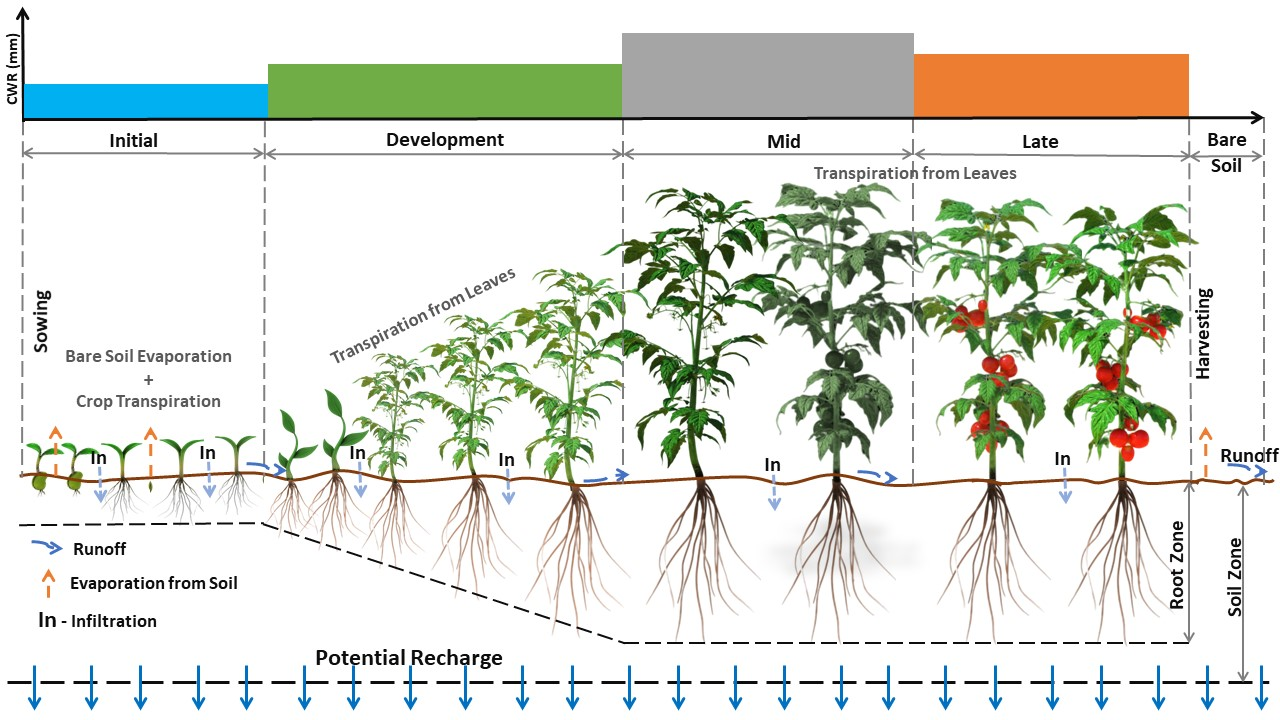 CWR (mm)
Initial
Development
Mid
Late
Bare
Soil
Transpiration from Leaves
Transpiration from Leaves
Sowing
Harvesting
Bare Soil Evaporation
+
Crop Transpiration
In
In
In
In
In
In
Runoff
Runoff
Evaporation from Soil
In - Infiltration
Root Zone
Soil Zone
Potential Recharge